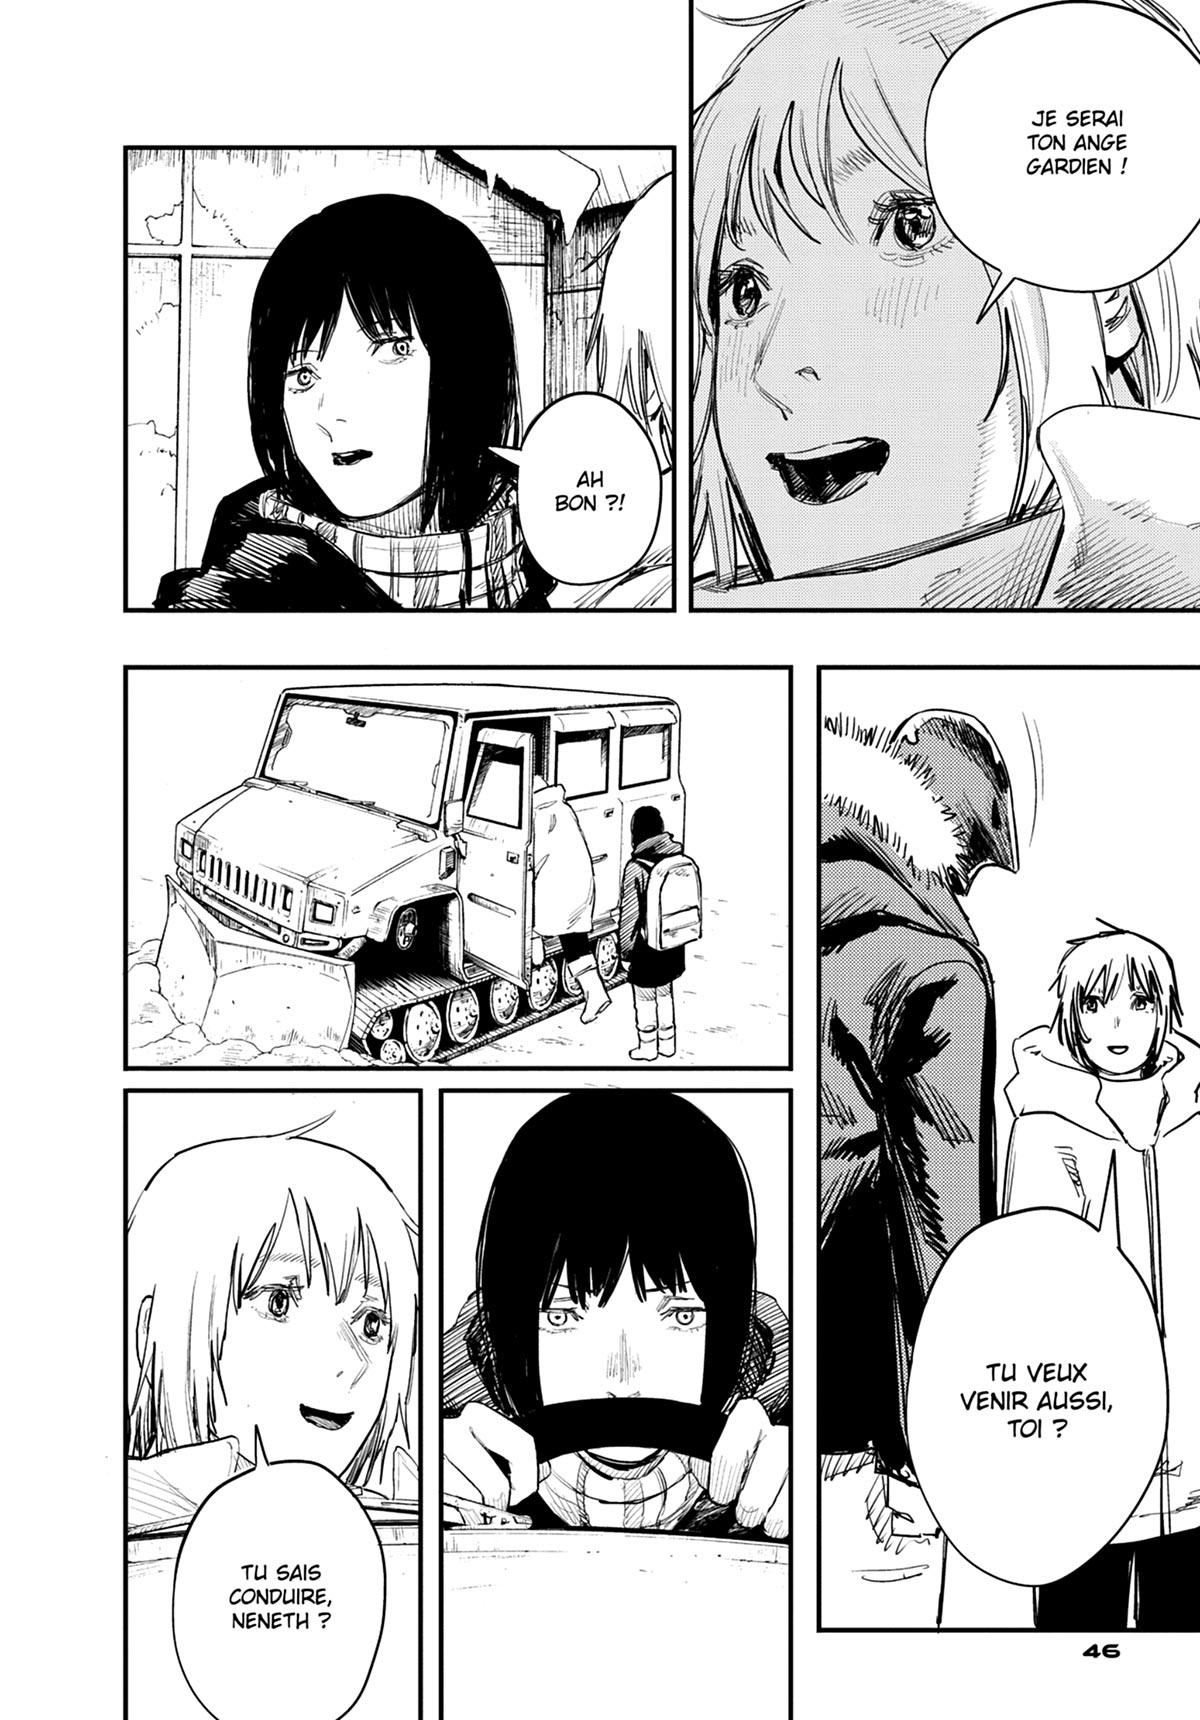 JE SERAI
TON ANGE
GARDIEN !
AH
BON ?!
TU VEUX
VENIR AUSSI,
TOI ?
TU SAIS
CONDUIRE,
NENETH ?
46